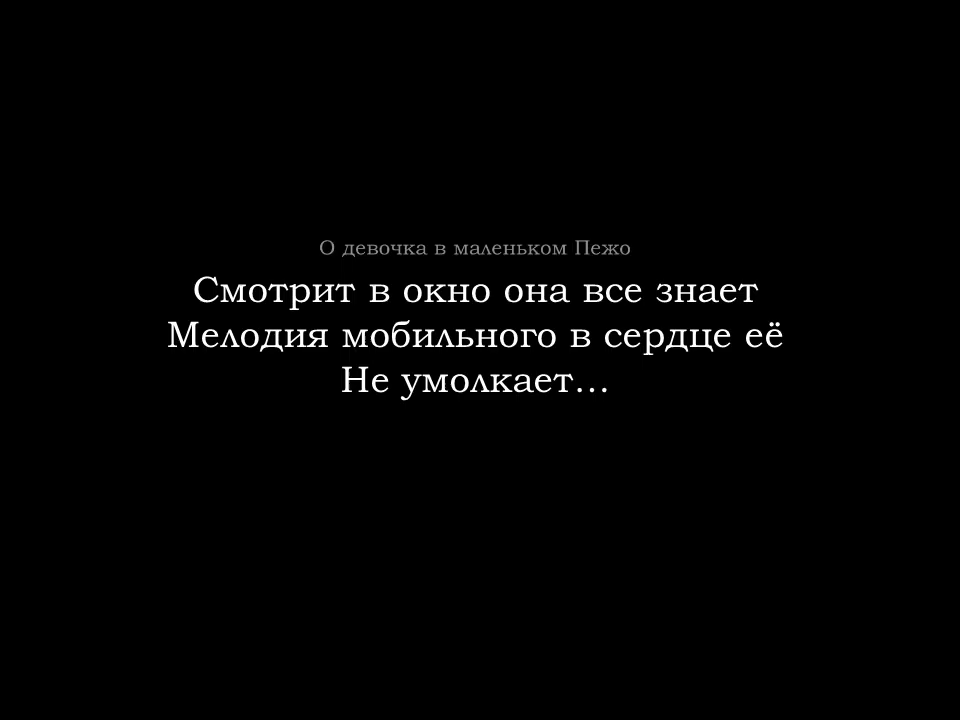 О девочка в маленьком Пежо
Смотрит в окно она все знает
Мелодия мобильного в сердце её
Не умолкает...